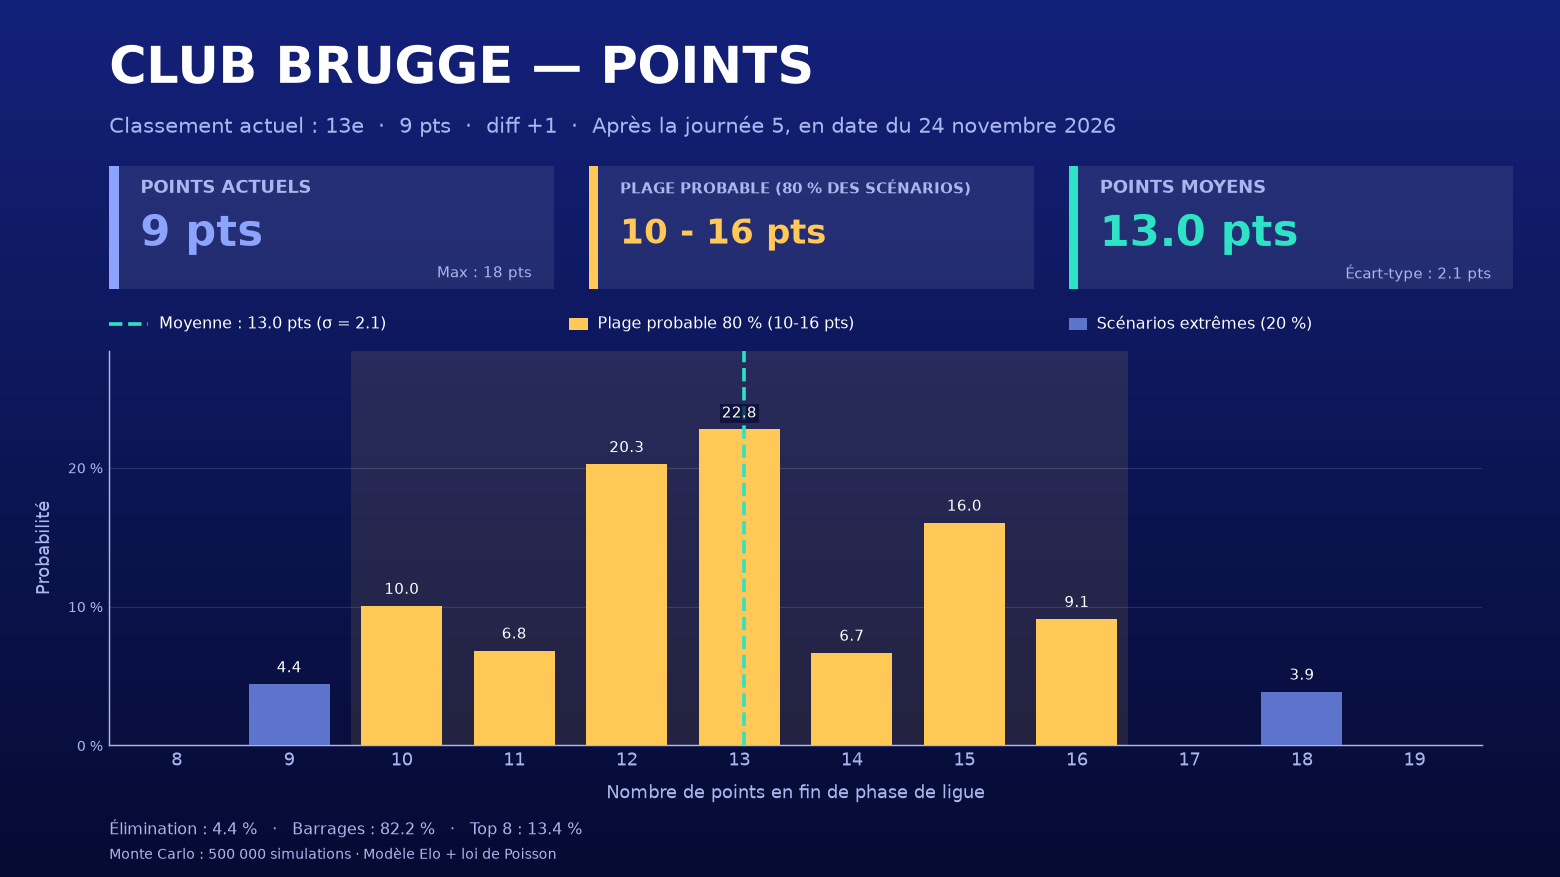 CLUB BRUGGE — POINTS
Classement actuel : 13e · 9 pts · diff +1 · Après la journée 5, en date du 24 novembre 2026
POINTS ACTUELS
9 pts
Max : 18 pts
PLAGE PROBABLE (80 % DES SCÉNARIOS)
10 - 16 pts
POINTS MOYENS
13.0 pts
Écart-type : 2.1 pts
Moyenne : 13.0 pts (σ = 2.1)
Plage probable 80 % (10-16 pts)
Scénarios extrêmes (20 %)
Probabilité
20 %
10 %
0 %
4.4
10.0
6.8
20.3
22.8
6.7
16.0
9.1
3.9
8 9 10 11 12 13 14 15 16 17 18 19
Nombre de points en fin de phase de ligue
Élimination : 4.4 % · Barrages : 82.2 % · Top 8 : 13.4 %
Monte Carlo : 500 000 simulations · Modèle Elo + loi de Poisson